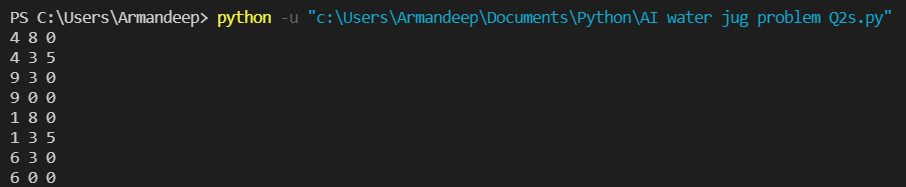 PS C:\Users\Armandeep> python -u "c:\Users\Armandeep\Documents\Python\AI water jug problem Q2s.py"
4 8 0
4 3 5
9 3 0
9 0 0
1 8 0
1 3 5
6 3 0
6 0 0